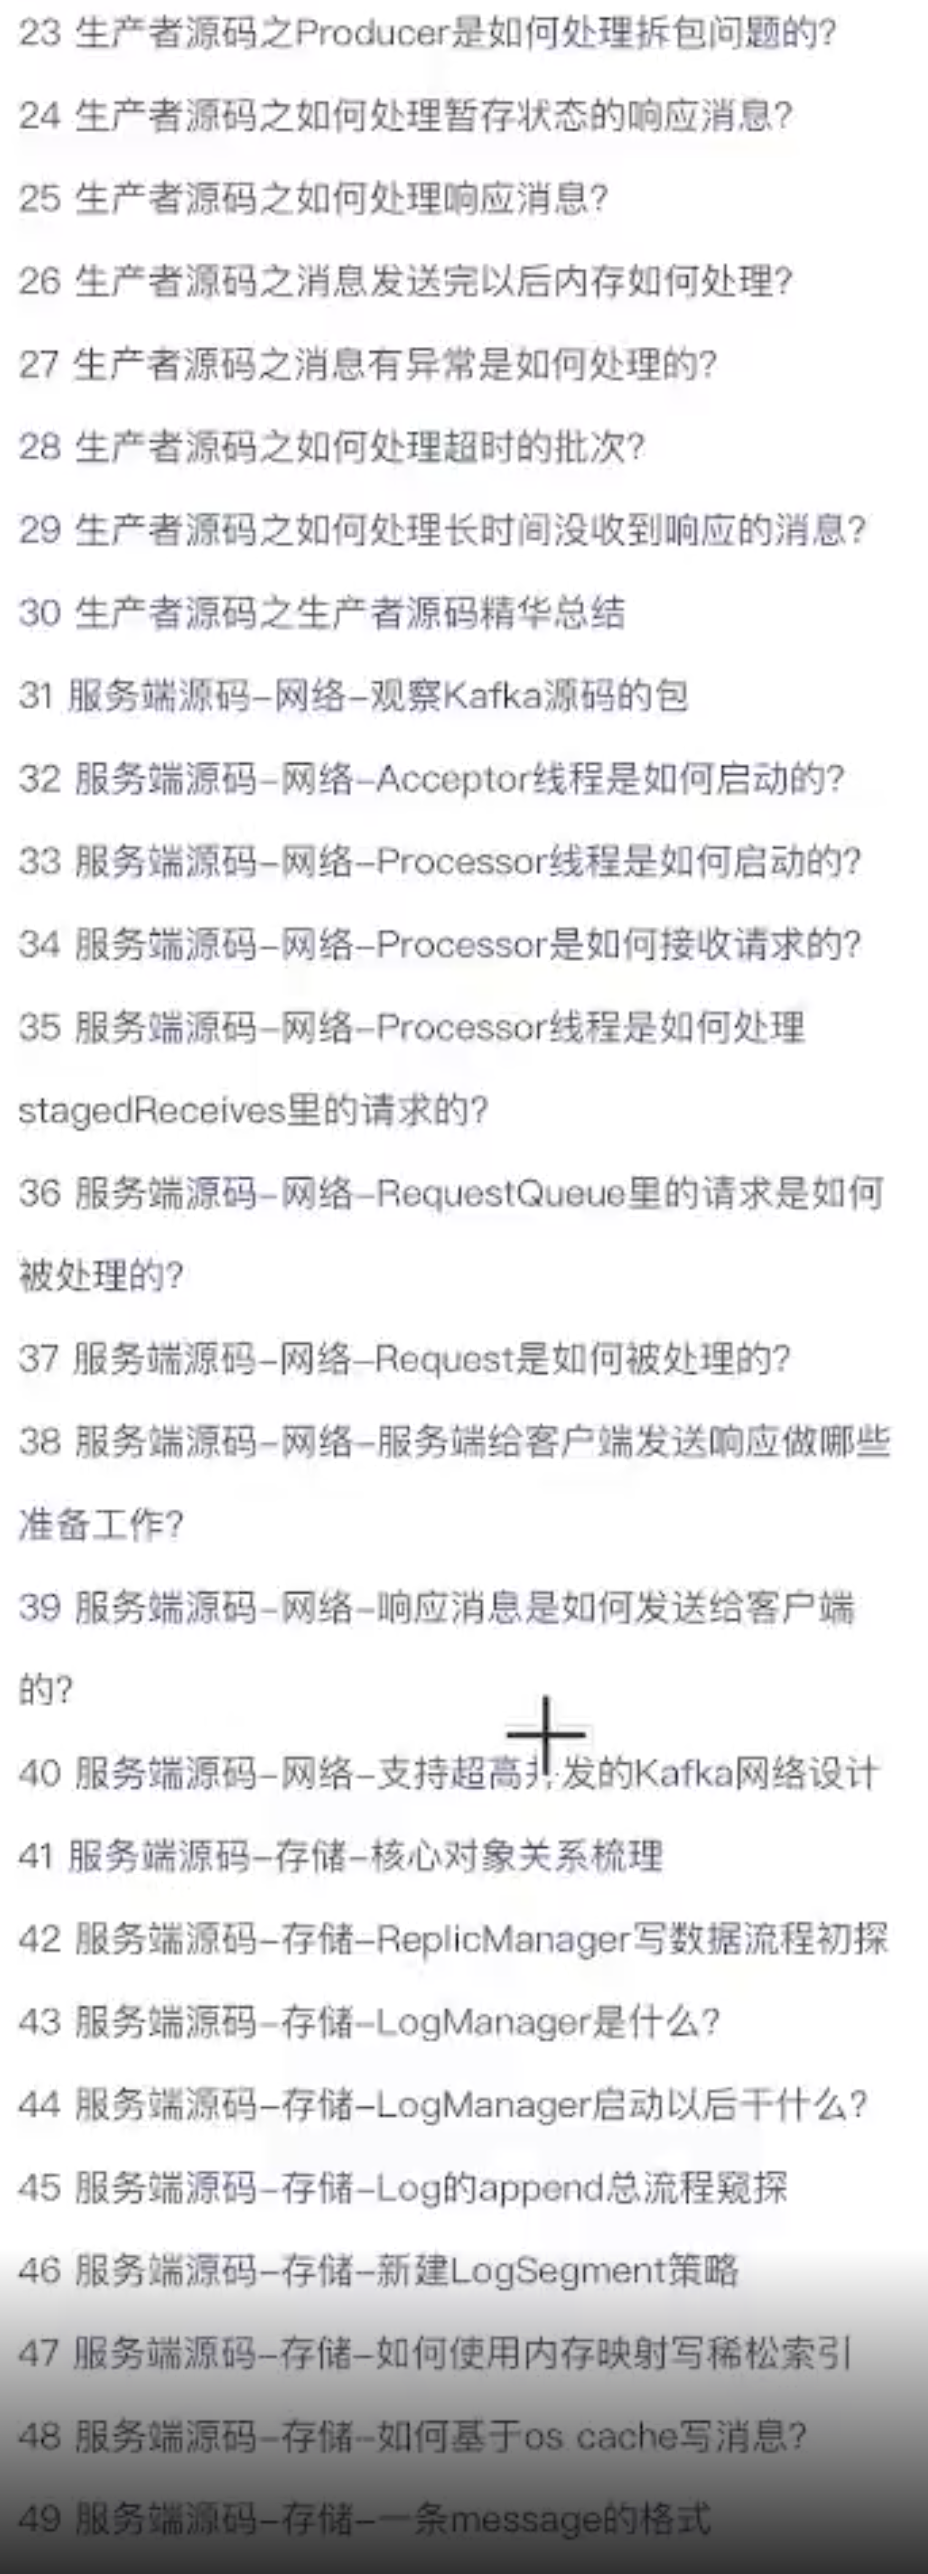 23 生产者源码之Producer是如何处理拆包问题的?
24 生产者源码之如何处理暂存状态的响应消息?
25 生产者源码之如何处理响应消息?
26 生产者源码之消息发送完以后内存如何处理?
27 生产者源码之消息有异常是如何处理的?
28 生产者源码之如何处理超时的批次?
29 生产者源码之如何处理长时间没收到响应的消息?
30 生产者源码之生产者源码精华总结
31 服务端源码-网络-观察Kafka源码的包
32 服务端源码-网络-Acceptor线程是如何启动的?
33 服务端源码-网络-Processor线程是如何启动的?
34 服务端源码-网络-Processor是如何接收请求的?
35 服务端源码-网络-Processor线程是如何处理
stagedReceives里的请求的?
36 服务端源码-网络-RequestQueue里的请求是如何
被处理的?
37 服务端源码-网络-Request是如何被处理的?
38 服务端源码-网络-服务端给客户端发送响应做哪些
准备工作?
39 服务端源码-网络-响应消息是如何发送给客户端
的?
40 服务端源码-网络-支持超高并发的Kafka网络设计
41 服务端源码-存储-核心对象关系梳理
42 服务端源码-存储-ReplicManager写数据流程初探
43 服务端源码-存储-LogManager是什么?
44 服务端源码-存储-LogManager启动以后干什么?
45 服务端源码-存储-Log的append总流程窥探
46 服务端源码-存储-新建LogSegment策略
47 服务端源码-存储-如何使用内存映射写稀松索引
48 服务端源码-存储-如何基于os cache写消息?
49 服务端源码-存储-一条message的格式